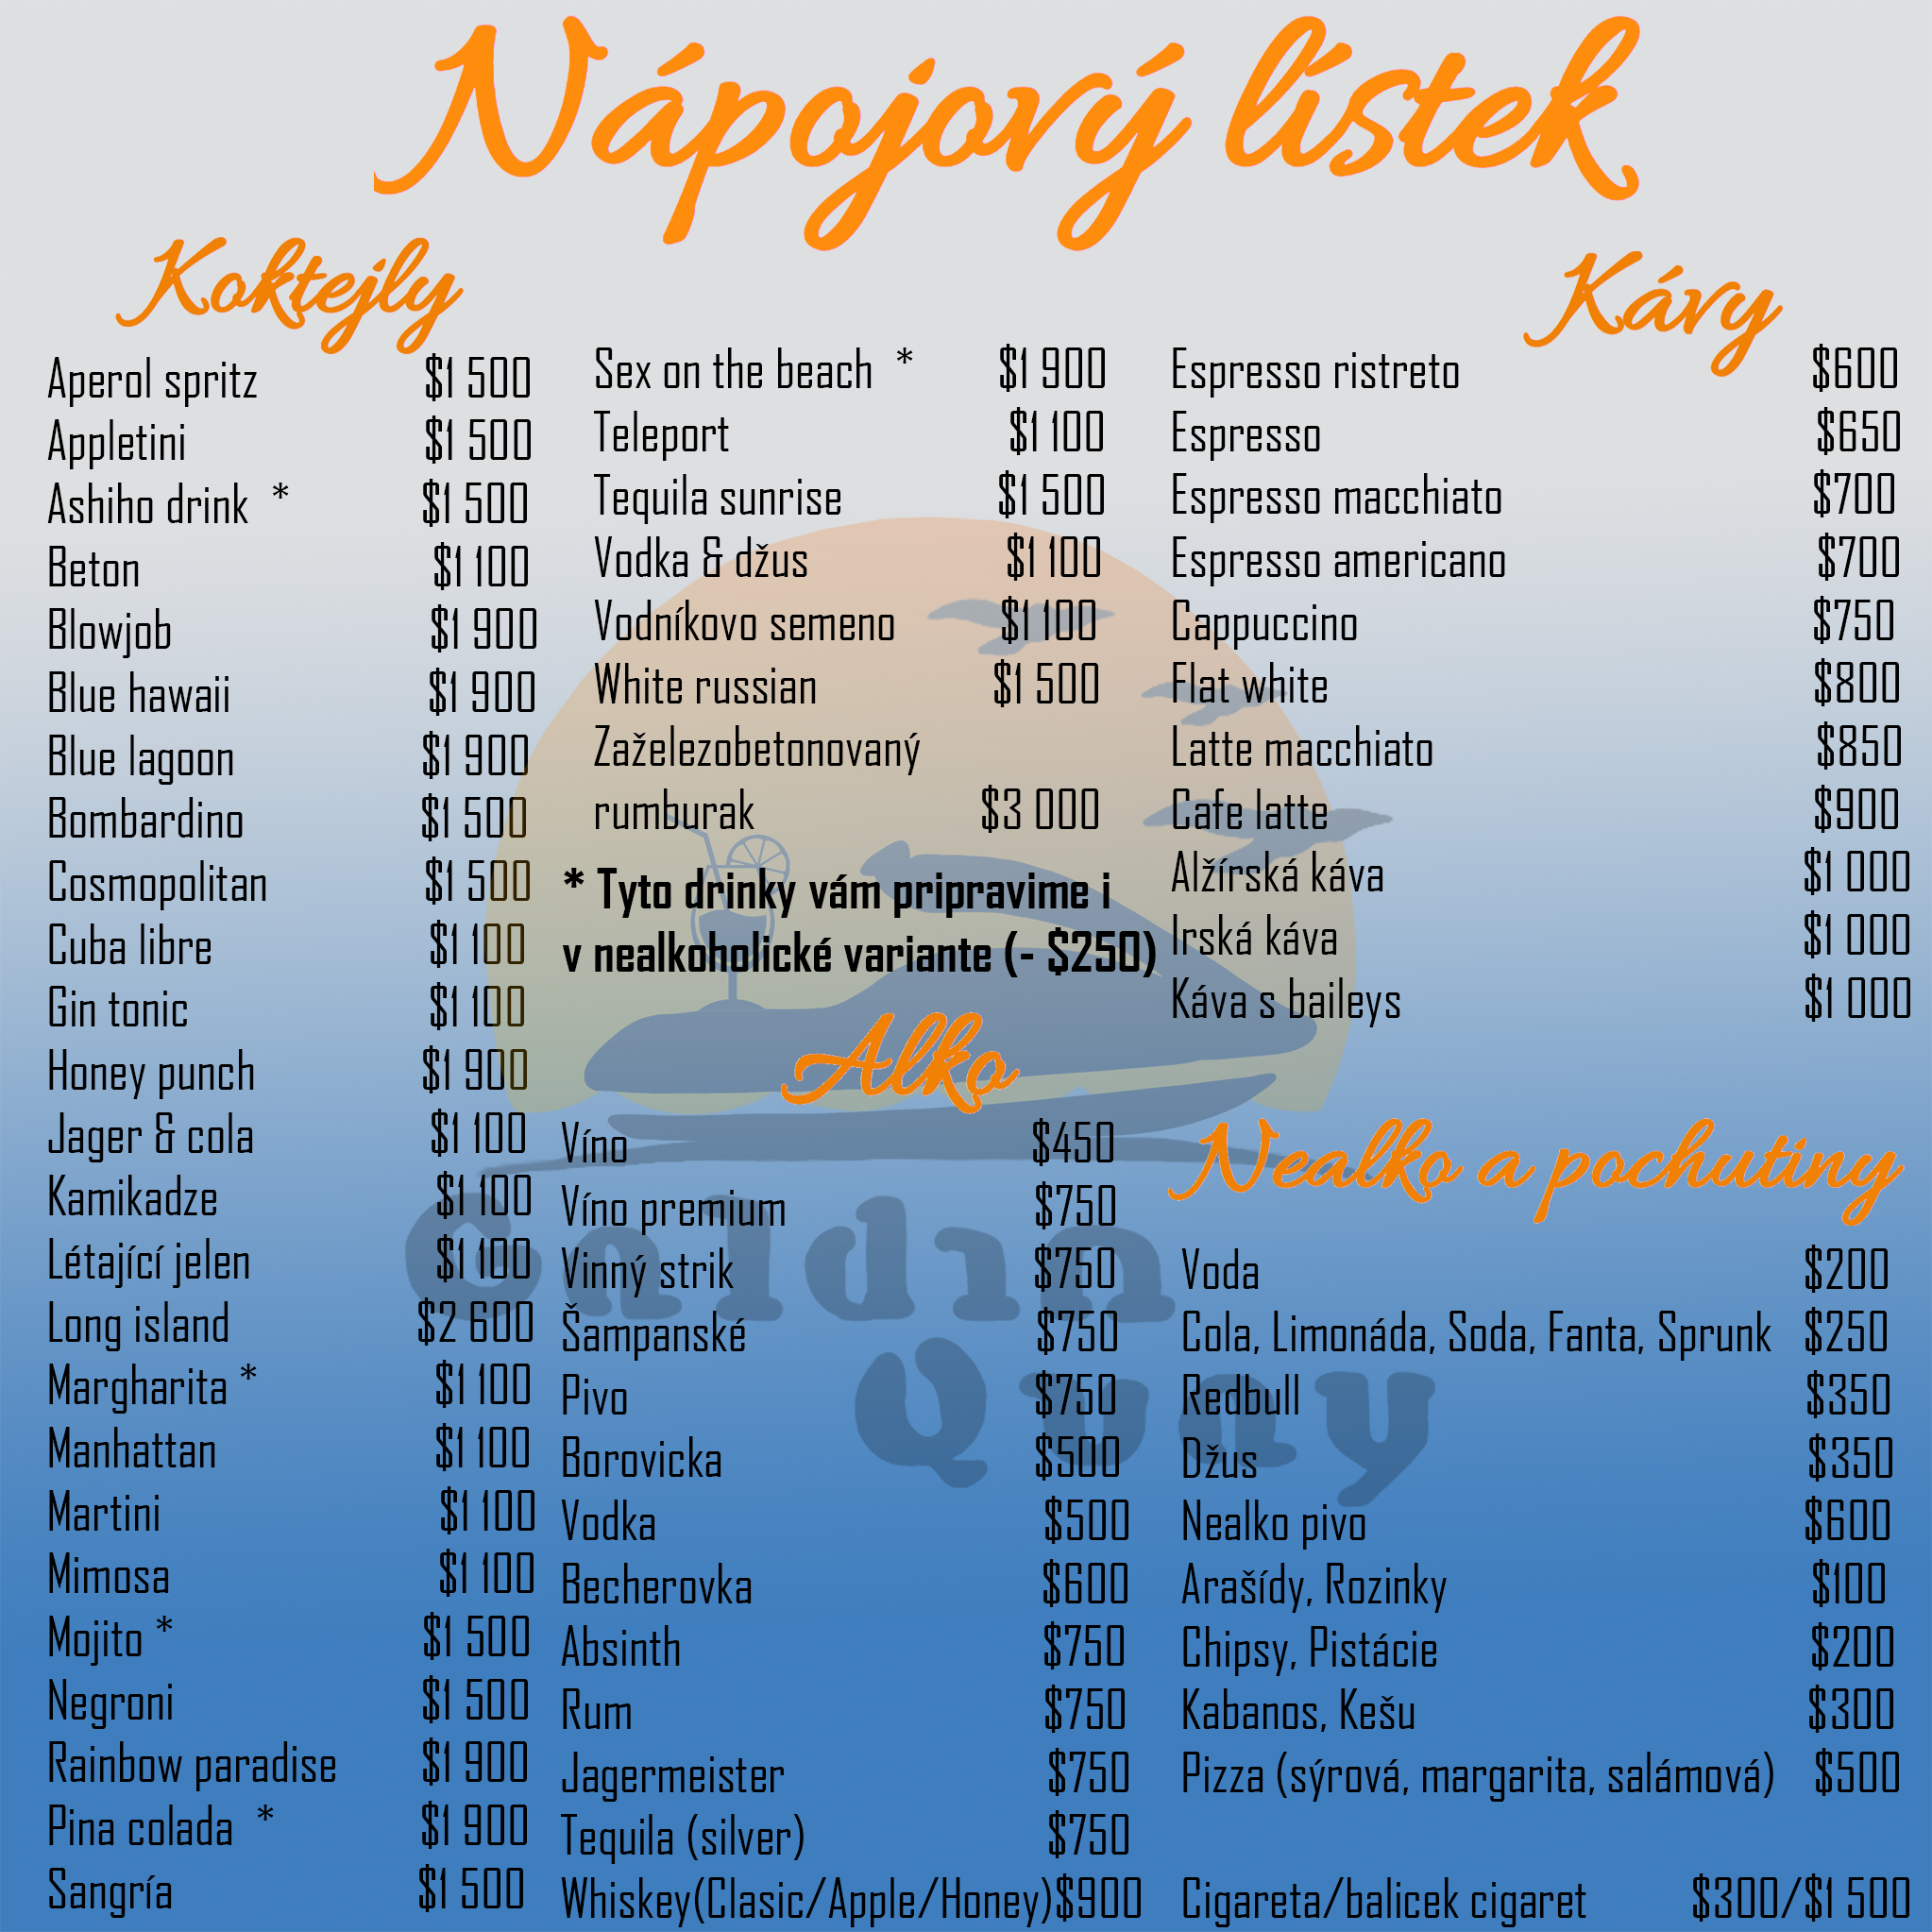 Nápojový lístek
Koktejly
Aperol spritz $1 500
Appletini $1 500
Ashiho drink * $1 500
Beton $1 100
Blowjob $1 900
Blue hawaii $1 900
Blue lagoon $1 900
Bombardino $1 500
Cosmopolitan $1 500
Cuba libre $1 100
Gin tonic $1 100
Honey punch $1 900
Jager & cola $1 100
Kamikadze $1 100
Létající jelen $1 100
Long island $2 600
Margharita * $1 100
Manhattan $1 100
Martini $1 100
Mimosa $1 100
Mojito * $1 500
Negroni $1 500
Rainbow paradise $1 900
Pina colada * $1 900
Sangría $1 500
Sex on the beach * $1 900
Teleport $1 100
Tequila sunrise $1 500
Vodka & džus $1 100
Vodníkovo semeno $1 100
White russian $1 500
Zaželezobetonovaný
rumburak $3 000
* Tyto drinky vám pripravime i
v nealkoholické variante (- $250)
Alko
Víno $450
Víno premium $750
Vinný strik $750
Šampanské $750
Pivo $750
Borovicka $500
Vodka $500
Becherovka $600
Absinth $750
Rum $750
Jagermeister $750
Tequila (silver) $750
Whiskey(Clasic/Apple/Honey)$900
Kávy
Espresso ristreto $600
Espresso $650
Espresso macchiato $700
Espresso americano $700
Cappuccino $750
Flat white $800
Latte macchiato $850
Cafe latte $900
Alžírská káva $1 000
Irská káva $1 000
Káva s baileys $1 000
Nealko a pochutiny
Voda $200
Cola, Limonáda, Soda, Fanta, Sprunk $250
Redbull $350
Džus $350
Nealko pivo $600
Arašídy, Rozinky $100
Chipsy, Pistácie $200
Kabanos, Kešu $300
Pizza (sýrová, margarita, salámová) $500
Cigareta/balicek cigaret $300/$1 500
Galdin
Quay